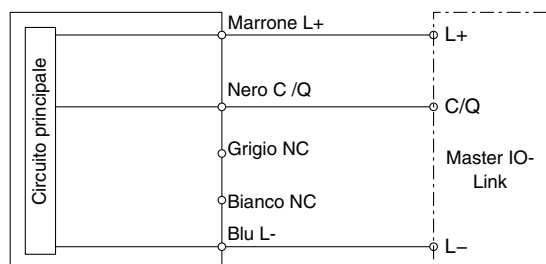 Circuito principale
Marrone L+
L+
Nero C /Q
C/Q
Grigio NC
Master IO-
Link
Bianco NC
Blu L-
L–